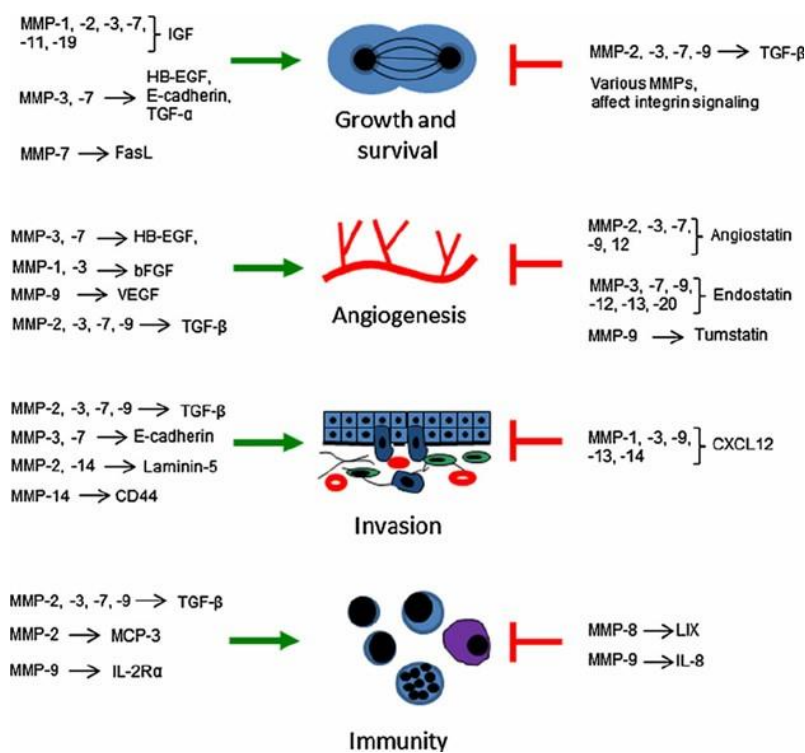 MMP-1, -2, -3, -7,
-11, -19
IGF
MMP-3, -7 → HB-EGF,
E-cadherin,
TGF-α
MMP-7 → FasL
Growth and
survival
MMP-2, -3, -7, -9 → TGF-β
Various MMPs,
affect integrin signaling
MMP-3, -7 → HB-EGF,
MMP-1, -3 → bFGF
MMP-9 → VEGF
MMP-2, -3, -7, -9 → TGF-β
Angiogenesis
MMP-2, -3, -7,
-9, 12
Angiostatin
MMP-3, -7, -9,
-12, -13, -20
Endostatin
MMP-9 → Tumstatin
MMP-2, -3, -7, -9 → TGF-β
MMP-3, -7 → E-cadherin
MMP-2, -14 → Laminin-5
MMP-14 → CD44
Invasion
MMP-1, -3, -9,
-13, -14
CXCL12
MMP-2, -3, -7, -9 → TGF-β
MMP-2 → MCP-3
MMP-9 → IL-2Rα
Immunity
MMP-8 → LIX
MMP-9 → IL-8